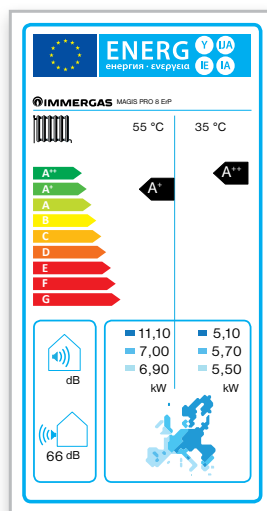 ENERG Y IJA
енергия · ενεργεια IE IA
IMMERGAS MAGIS PRO 8 ErP
55 °C 35 °C
A++ A++
A+ A+
A
B
C
D
E
F
G
11,10 5,10
7,00 5,70
6,90 5,50
dB kW kW
66 dB